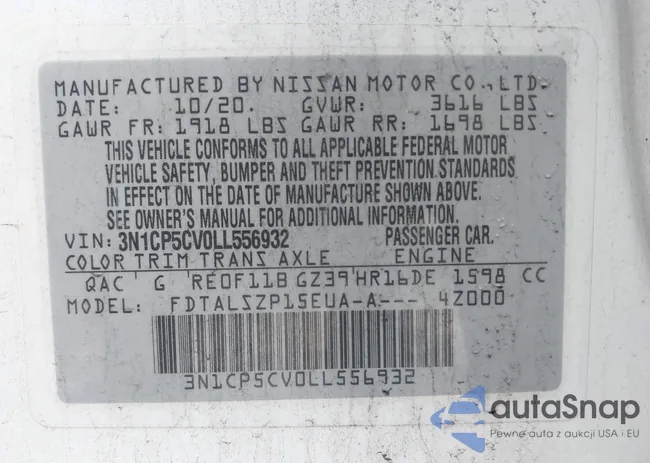 MANUFACTURED BY NISSAN MOTOR CO., LTD.
DATE: 10/20. GVWR: 3616 LBS
GAWR FR: 1918 LBS GAWR RR: 1698 LBS
THIS VEHICLE CONFORMS TO ALL APPLICABLE FEDERAL MOTOR
VEHICLE SAFETY, BUMPER AND THEFT PREVENTION STANDARDS
IN EFFECT ON THE DATE OF MANUFACTURE SHOWN ABOVE.
SEE OWNER'S MANUAL FOR ADDITIONAL INFORMATION.
VIN: 3N1CP5CV0LL556932 PASSENGER CAR.
COLOR TRIM TRANS AXLE ENGINE
QAC G RE0F11B GZ39 HR16DE 1598 CC
MODEL: FDTALSZP15EUA-A--- 4Z000
3N1CP5CV0LL556932
autaSnap
Pewne auta z aukcji USA i EU